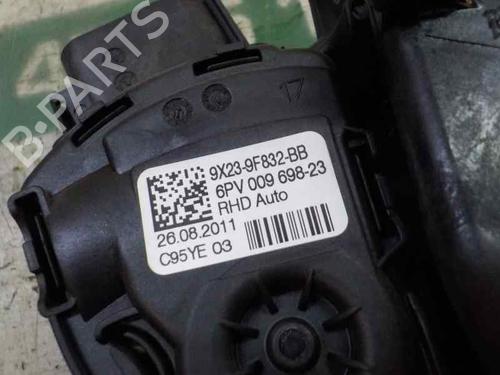 B-PARTS
17
9X23-9F832-BB
6PV 009 698-23
RHD Auto
26.08.2011
C95YE 03